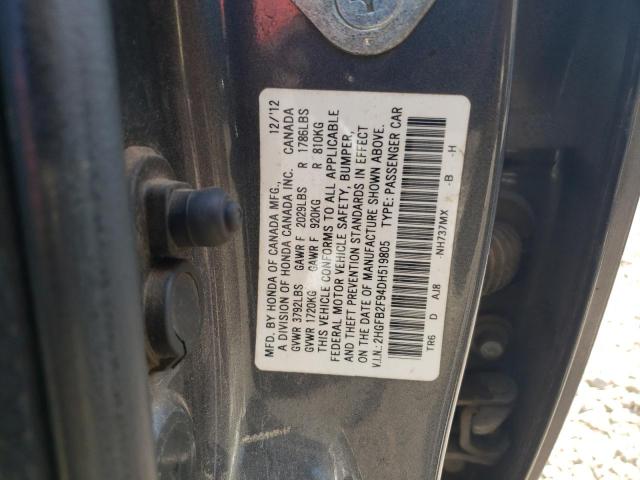 MFD. BY HONDA OF CANADA MFG., 12/'12
A DIVISION OF HONDA CANADA INC. CANADA
GVWR 3792LBS GAWR F 2029LBS R 1786LBS
GVWR 1720KG GAWR F 920KG R 810KG
THIS VEHICLE CONFORMS TO ALL APPLICABLE
FEDERAL MOTOR VEHICLE SAFETY, BUMPER,
AND THEFT PREVENTION STANDARDS IN EFFECT
ON THE DATE OF MANUFACTURE SHOWN ABOVE.
V.I.N.: 2HGFB2F94DH519805 TYPE: PASSENGER CAR
TR6 D AJ8 NH737MX -B -H